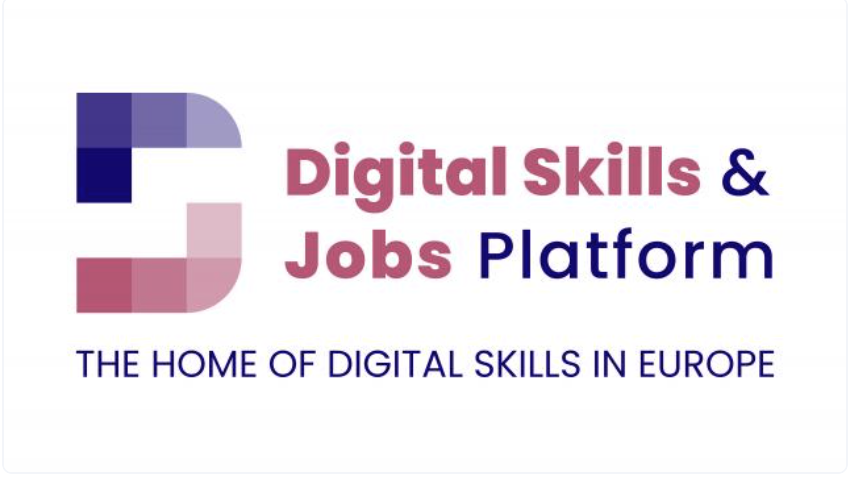 Digital Skills &
Jobs Platform
THE HOME OF DIGITAL SKILLS IN EUROPE